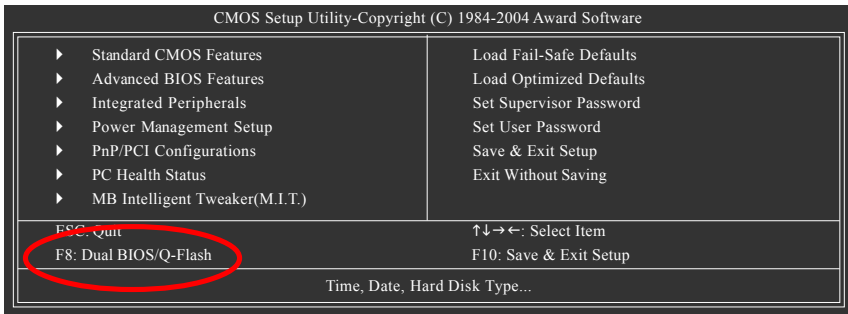 CMOS Setup Utility-Copyright (C) 1984-2004 Award Software
Standard CMOS Features
Advanced BIOS Features
Integrated Peripherals
Power Management Setup
PnP/PCI Configurations
PC Health Status
MB Intelligent Tweaker(M.I.T.)
Load Fail-Safe Defaults
Load Optimized Defaults
Set Supervisor Password
Set User Password
Save & Exit Setup
Exit Without Saving
ESC: Quit
↑↓→←: Select Item
F8: Dual BIOS/Q-Flash
F10: Save & Exit Setup
Time, Date, Hard Disk Type...